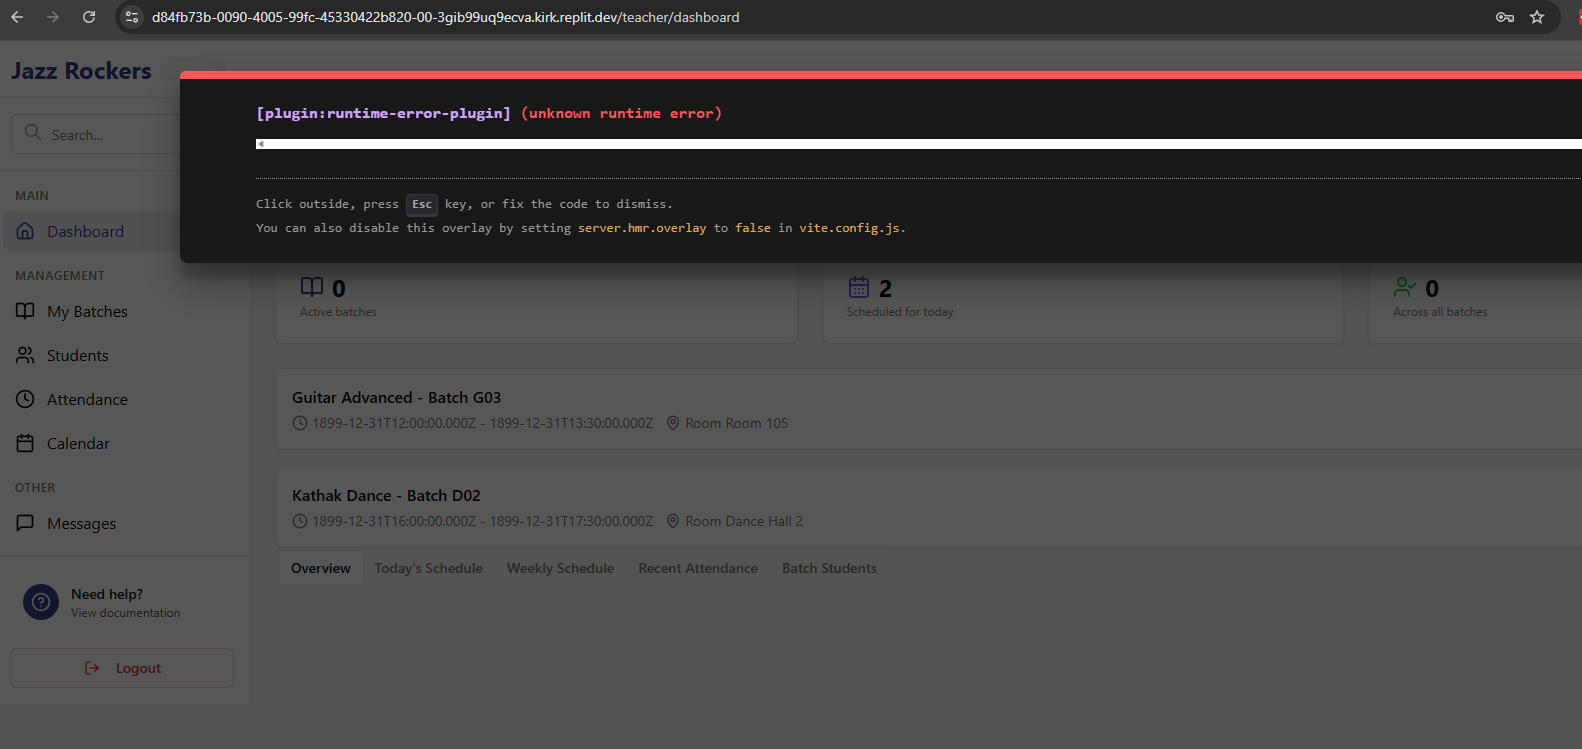 d84fb73b-0090-4005-99fc-45330422b820-00-3gib99uq9ecva.kirk.replit.dev/teacher/dashboard
Jazz Rockers
Search...
MAIN
Dashboard
MANAGEMENT
My Batches
Students
Attendance
Calendar
OTHER
Messages
Need help?
View documentation
Logout
[plugin:runtime-error-plugin] (unknown runtime error)
Click outside, press Esc key, or fix the code to dismiss.
You can also disable this overlay by setting server.hmr.overlay to false in vite.config.js.
0
Active batches
2
Scheduled for today
0
Across all batches
Guitar Advanced - Batch G03
1899-12-31T12:00:00.000Z - 1899-12-31T13:30:00.000Z Room Room 105
Kathak Dance - Batch D02
1899-12-31T16:00:00.000Z - 1899-12-31T17:30:00.000Z Room Dance Hall 2
Overview Today's Schedule Weekly Schedule Recent Attendance Batch Students